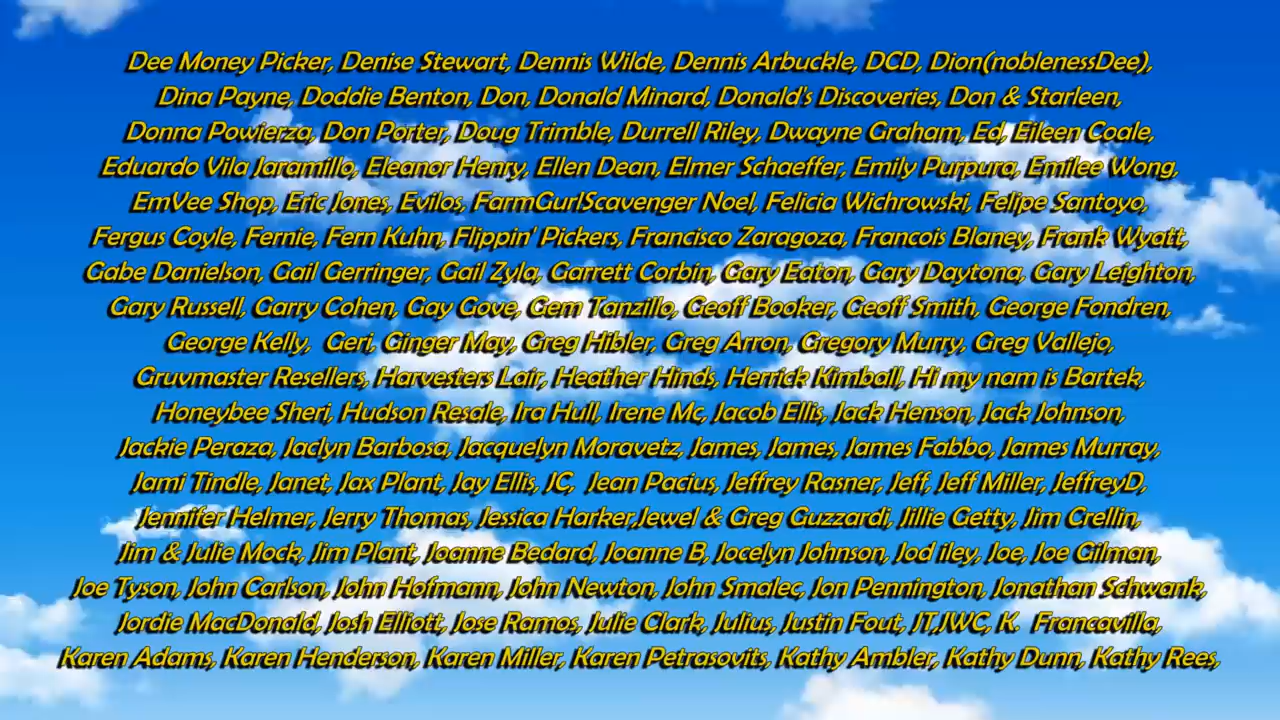 Dee Money Picker, Denise Stewart, Dennis Wilde, Dennis Arbuckle, DCD, Dion(noblenessDee),
Dina Payne, Doddie Benton, Don, Donald Minard, Donald's Discoveries, Don & Starleen,
Donna Powierza, Don Porter, Doug Trimble, Durrell Riley, Dwayne Graham, Ed, Eileen Coale,
Eduardo Vila Jaramillo, Eleanor Henry, Ellen Dean, Elmer Schaeffer, Emily Purpura, Emilee Wong,
EmVee Shop, Eric Jones, Evilos, FarmGurlScavenger Noel, Felicia Wichrowski, Felipe Santoyo,
Fergus Coyle, Fernie, Fern Kuhn, Flippin' Pickers, Francisco Zaragoza, Francois Blaney, Frank Wyatt,
Gabe Danielson, Gail Gerringer, Gail Zyla, Garrett Corbin, Gary Eaton, Gary Daytona, Gary Leighton,
Gary Russell, Garry Cohen, Gay Gove, Gem Tanzillo, Geoff Booker, Geoff Smith, George Fondren,
George Kelly,  Geri, Ginger May, Greg Hibler, Greg Arron, Gregory Murry, Greg Vallejo,
Gruvmaster Resellers, Harvesters Lair, Heather Hinds, Herrick Kimball, Hi my nam is Bartek,
Honeybee Sheri, Hudson Resale, Ira Hull, Irene Mc, Jacob Ellis, Jack Henson, Jack Johnson,
Jackie Peraza, Jaclyn Barbosa, Jacquelyn Moravetz, James, James, James Fabbo, James Murray,
Jami Tindle, Janet, Jax Plant, Jay Ellis, JC,  Jean Pacius, Jeffrey Rasner, Jeff, Jeff Miller, JeffreyD,
Jennifer Helmer, Jerry Thomas, Jessica Harker,Jewel & Greg Guzzardi, Jillie Getty, Jim Crellin,
Jim & Julie Mock, Jim Plant, Joanne Bedard, Joanne B, Jocelyn Johnson, Jod iley, Joe, Joe Gilman,
Joe Tyson, John Carlson, John Hofmann, John Newton, John Smalec, Jon Pennington, Jonathan Schwank,
Jordie MacDonald, Josh Elliott, Jose Ramos, Julie Clark, Julius, Justin Fout, JT,JWC, K.  Francavilla,
Karen Adams, Karen Henderson, Karen Miller, Karen Petrasovits, Kathy Ambler, Kathy Dunn, Kathy Rees,